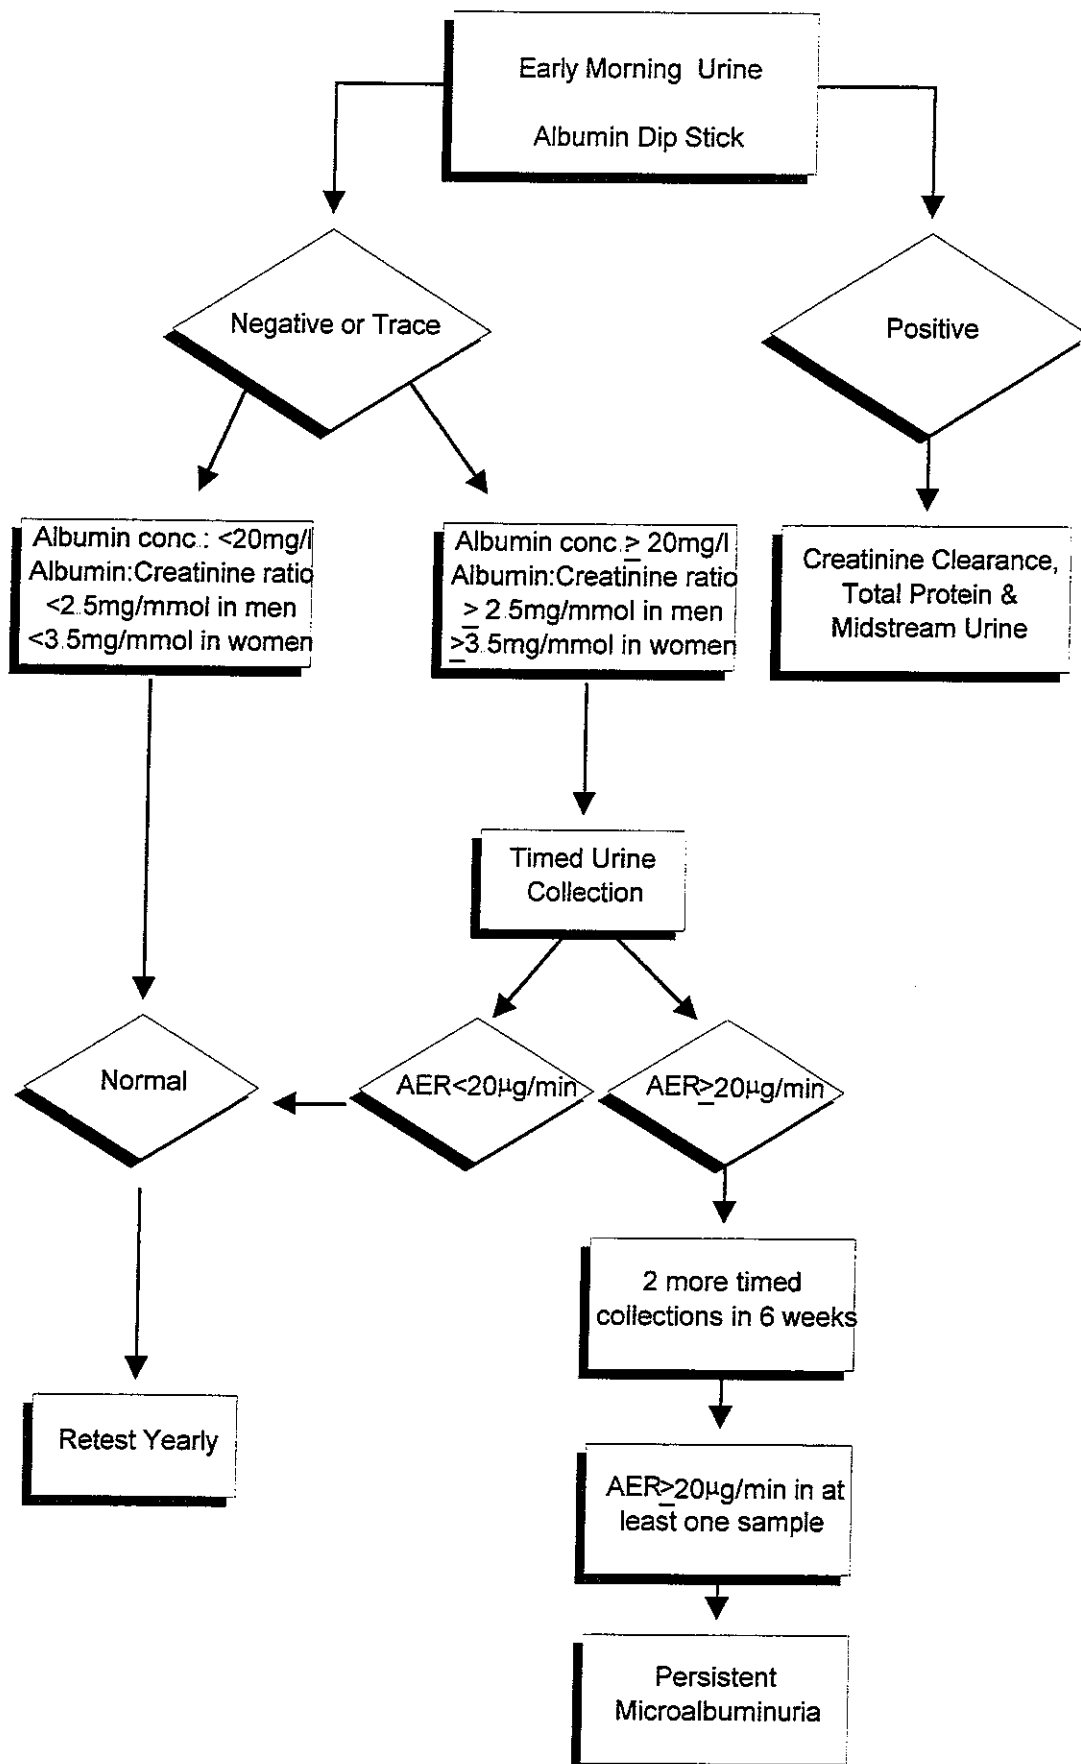 Early Morning Urine
Albumin Dip Stick
Negative or Trace
Positive
Albumin conc.: <20mg/l
Albumin:Creatinine ratio
<2.5mg/mmol in men
<3.5mg/mmol in women
Albumin conc.≥ 20mg/l
Albumin:Creatinine ratio
≥ 2.5mg/mmol in men
≥3.5mg/mmol in women
Creatinine Clearance,
Total Protein &
Midstream Urine
Timed Urine
Collection
Normal
AER<20µg/min
AER≥20µg/min
2 more timed
collections in 6 weeks
Retest Yearly
AER≥20µg/min in at
least one sample
Persistent
Microalbuminuria